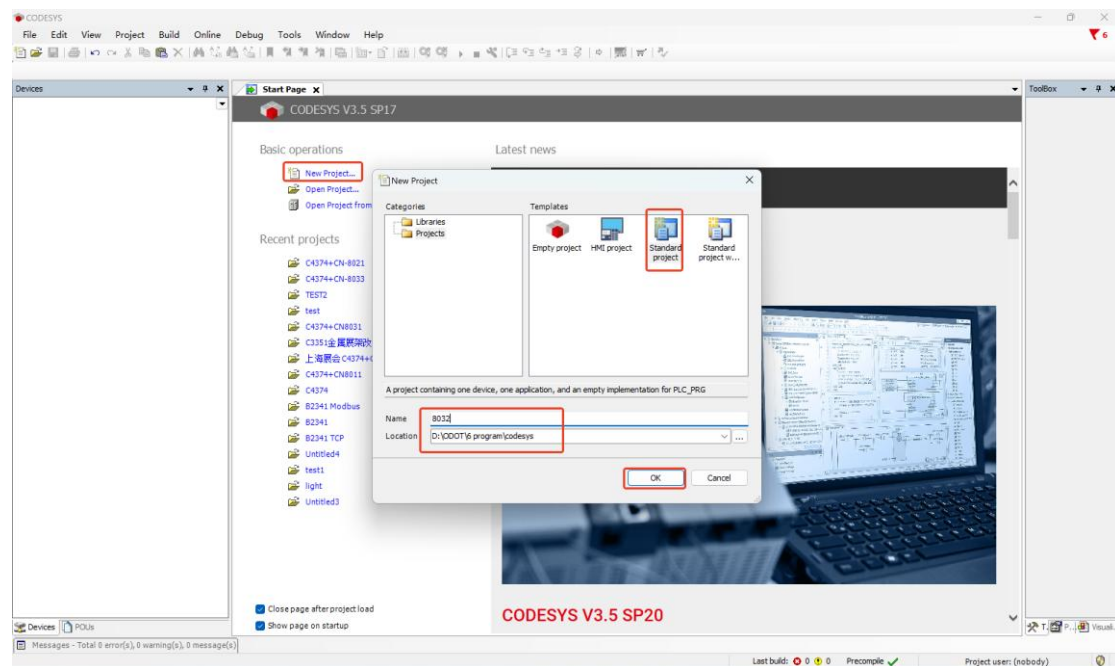 CODESYS
File Edit View Project Build Online Debug Tools Window Help
6
Devices
Start Page
ToolBox
CODESYS V3.5 SP17
Basic operations
Latest news
New Project...
Open Project...
Open Project from
Recent projects
C4374+CN-8021
C4374+CN-8033
TEST2
test
C4374+CN8031
C3351金属展架改
上海展会C4374+C
C4374+CN8011
C4374
B2341 Modbus
B2341
B2341 TCP
Untitled4
test1
light
Untitled3
New Project
Categories
Templates
Libraries
Projects
Empty project
HMI project
Standard project
Standard project w...
A project containing one device, one application, and an empty implementation for PLC_PRG
Name 8032
Location D:\ODOT\6 program\codesys
...
OK Cancel
Close page after project load
Show page on startup
CODESYS V3.5 SP20
Devices POUs
T. P... Visuali.
Messages - Total 0 error(s), 0 warning(s), 0 message(s)
Last build: 0 0 Precompile Project user: (nobody)